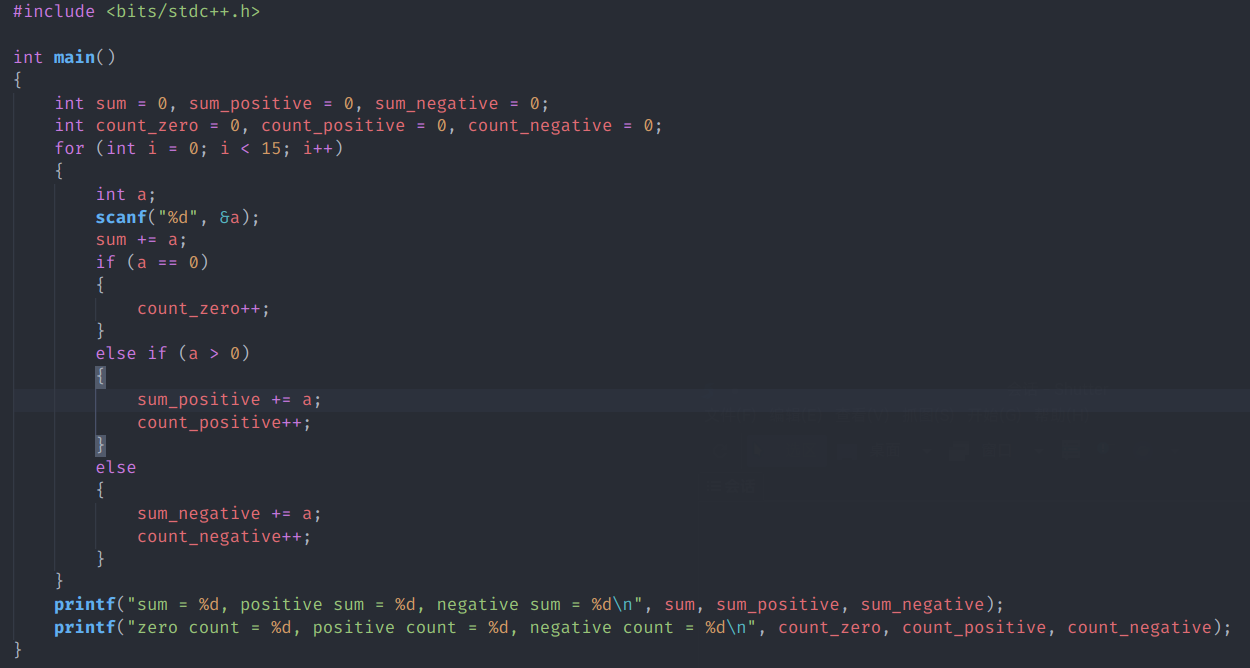 #include <bits/stdc++.h>

int main()
{
    int sum = 0, sum_positive = 0, sum_negative = 0;
    int count_zero = 0, count_positive = 0, count_negative = 0;
    for (int i = 0; i < 15; i++)
    {
        int a;
        scanf("%d", &a);
        sum += a;
        if (a == 0)
        {
            count_zero++;
        }
        else if (a > 0)
        {
            sum_positive += a;
            count_positive++;
        }
        else
        {
            sum_negative += a;
            count_negative++;
        }
    }
    printf("sum = %d, positive sum = %d, negative sum = %d\n", sum, sum_positive, sum_negative);
    printf("zero count = %d, positive count = %d, negative count = %d\n", count_zero, count_positive, count_negative);
}